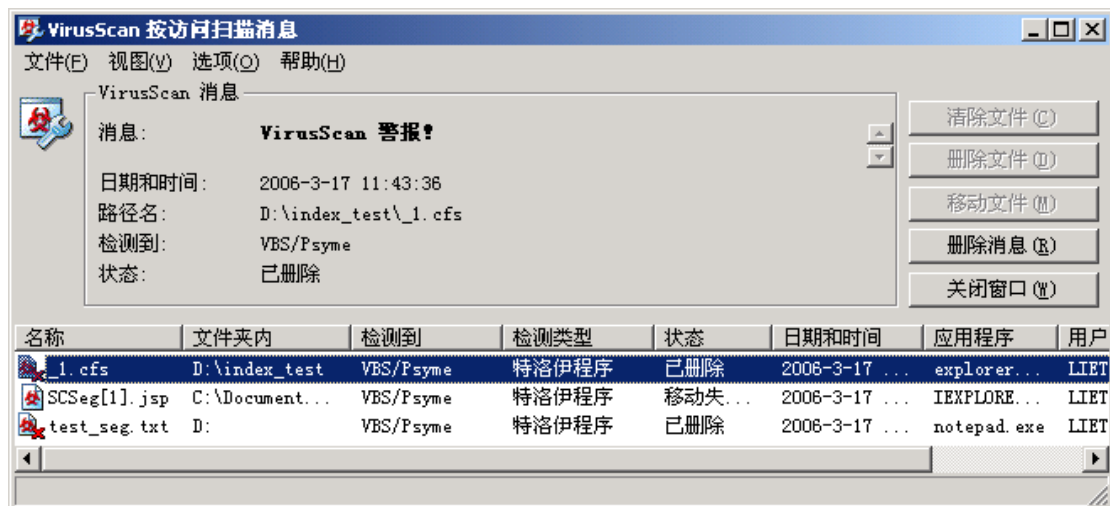 VirusScan 按访问扫描消息
文件(F) 视图(V) 选项(O) 帮助(H)
VirusScan 消息
消息: VirusScan 警报!
日期和时间: 2006-3-17 11:43:36
路径名: D:\index_test\_1.cfs
检测到: VBS/Psyme
状态: 已删除
清除文件(C)
删除文件(D)
移动文件(M)
删除消息(R)
关闭窗口(W)
名称 文件夹内 检测到 检测类型 状态 日期和时间 应用程序 用户
_1.cfs D:\index_test VBS/Psyme 特洛伊程序 已删除 2006-3-17 ... explorer... LIET
SCSeg[1].jsp C:\Document... VBS/Psyme 特洛伊程序 移动失... 2006-3-17 ... IEXPLORE... LIET
test_seg.txt D: VBS/Psyme 特洛伊程序 已删除 2006-3-17 ... notepad.exe LIET